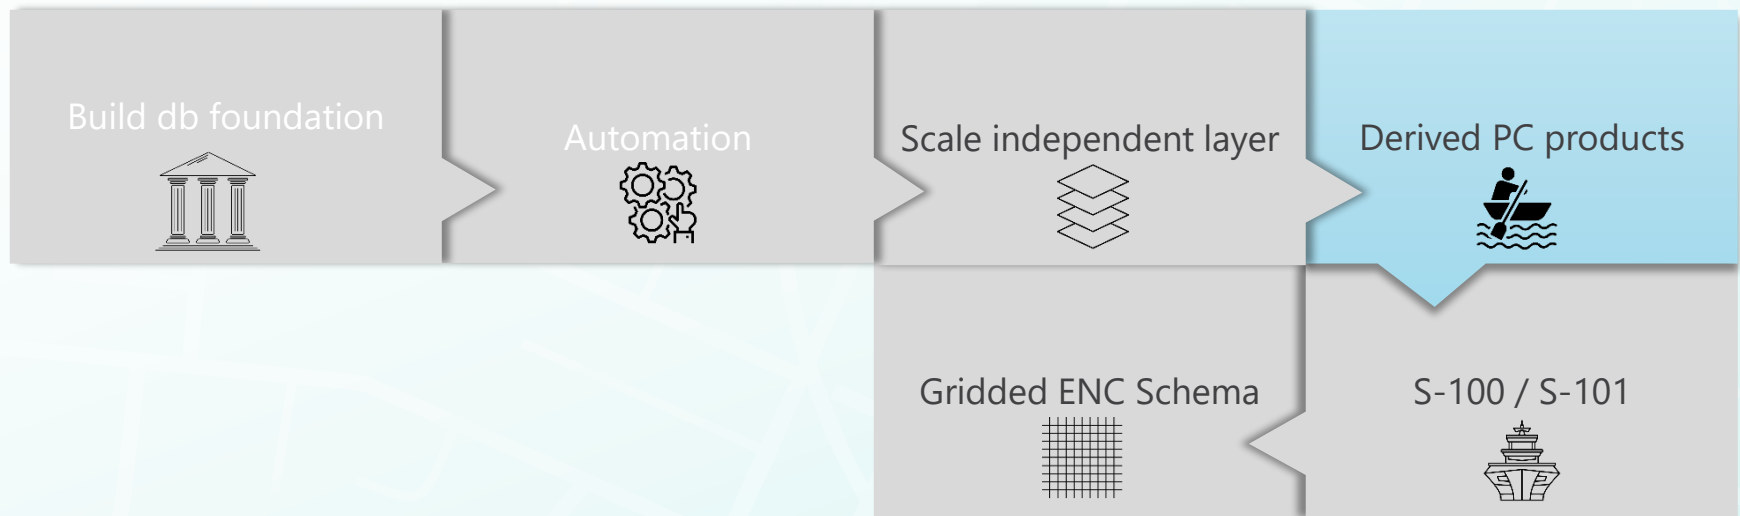 Build db foundation
Automation
Scale independent layer
Derived PC products
Gridded ENC Schema
S-100 / S-101